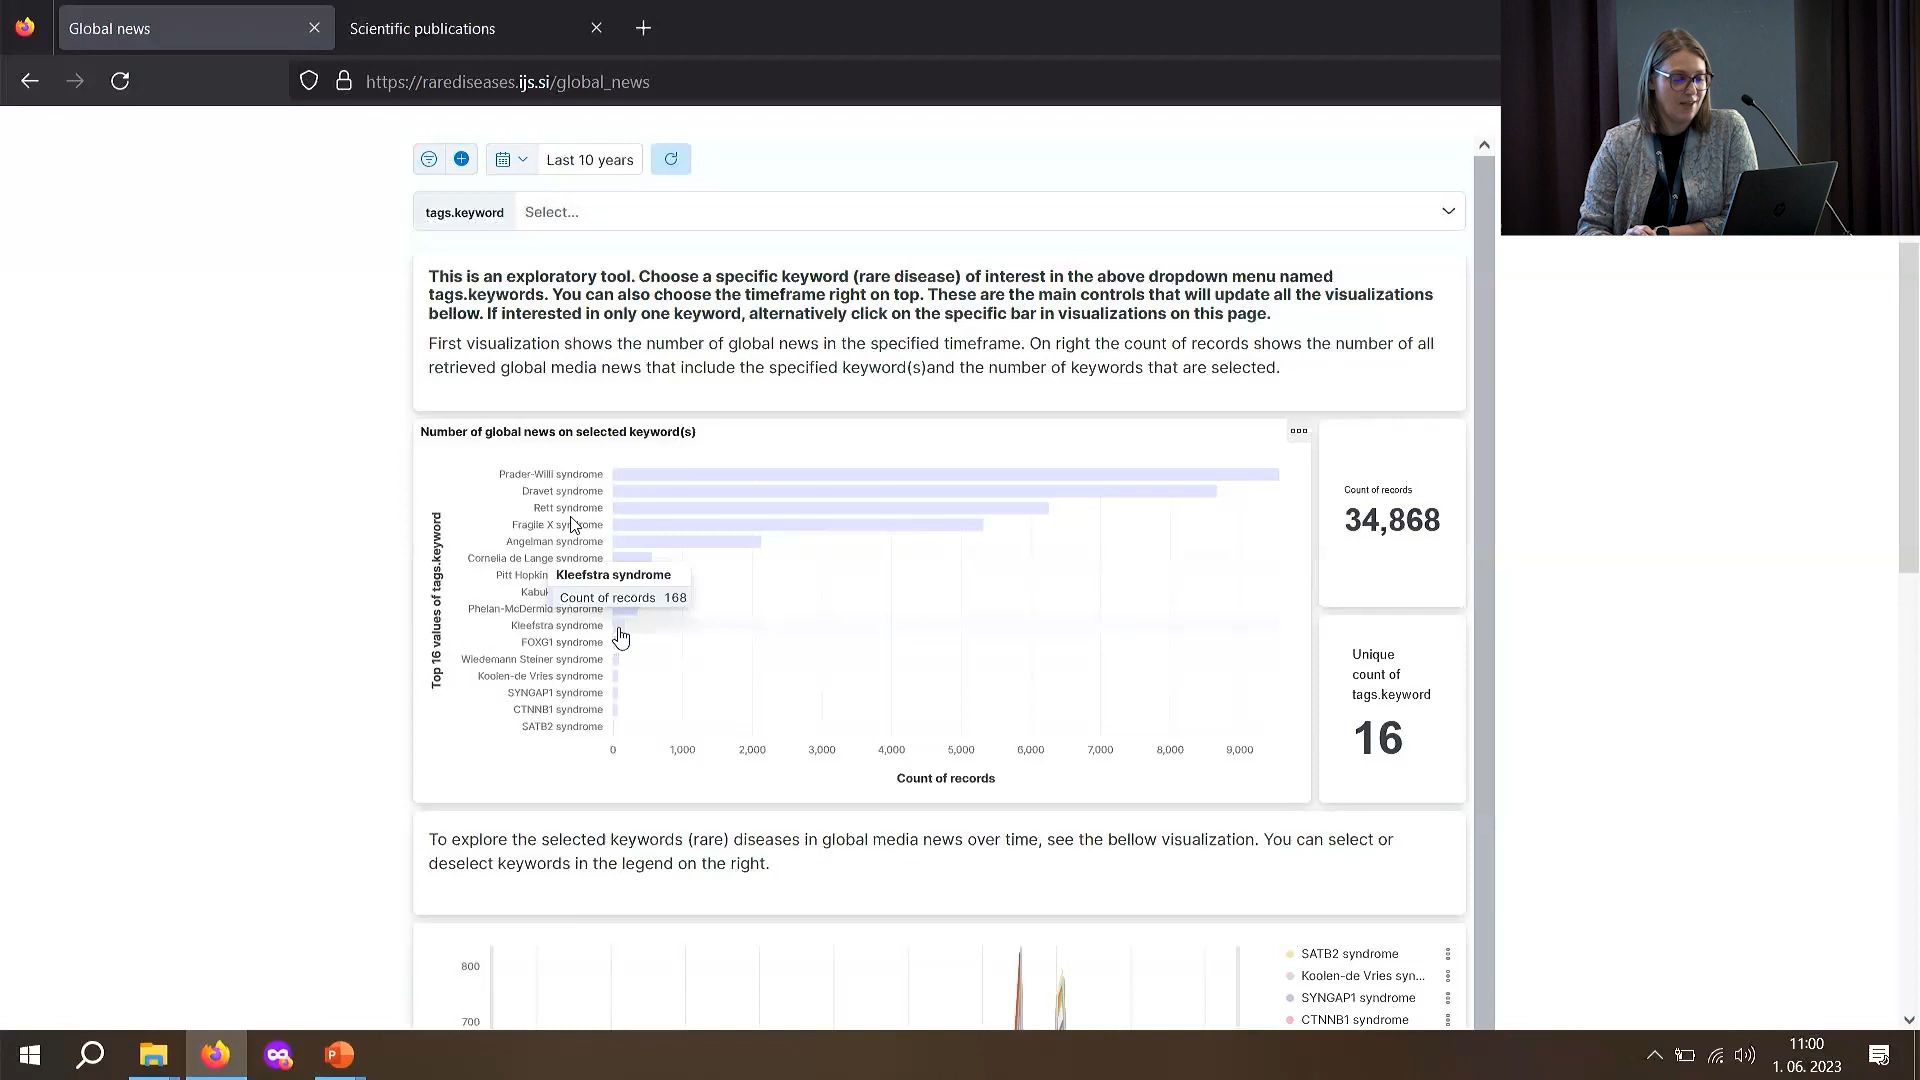 Global news
Scientific publications
https://rarediseases.ijs.si/global_news
Last 10 years
tags.keyword Select...
This is an exploratory tool. Choose a specific keyword (rare disease) of interest in the above dropdown menu named
tags.keywords. You can also choose the timeframe right on top. These are the main controls that will update all the visualizations
bellow. If interested in only one keyword, alternatively click on the specific bar in visualizations on this page.
First visualization shows the number of global news in the specified timeframe. On right the count of records shows the number of all
retrieved global media news that include the specified keyword(s)and the number of keywords that are selected.
Number of global news on selected keyword(s)
Top 16 values of tags.keyword
Prader-Willi syndrome
Dravet syndrome
Rett syndrome
Fragile X syndrome
Angelman syndrome
Cornelia de Lange syndrome
Pitt Hopkin
Kabuk
Phelan-McDermid syndrome
Kleefstra syndrome
FOXG1 syndrome
Wiedemann Steiner syndrome
Koolen-de Vries syndrome
SYNGAP1 syndrome
CTNNB1 syndrome
SATB2 syndrome
Kleefstra syndrome
Count of records 168
0 1,000 2,000 3,000 4,000 5,000 6,000 7,000 8,000 9,000
Count of records
Count of records
34,868
Unique
count of
tags.keyword
16
To explore the selected keywords (rare) diseases in global media news over time, see the bellow visualization. You can select or
deselect keywords in the legend on the right.
800
700
SATB2 syndrome
Koolen-de Vries syn...
SYNGAP1 syndrome
CTNNB1 syndrome
11:00
1. 06. 2023